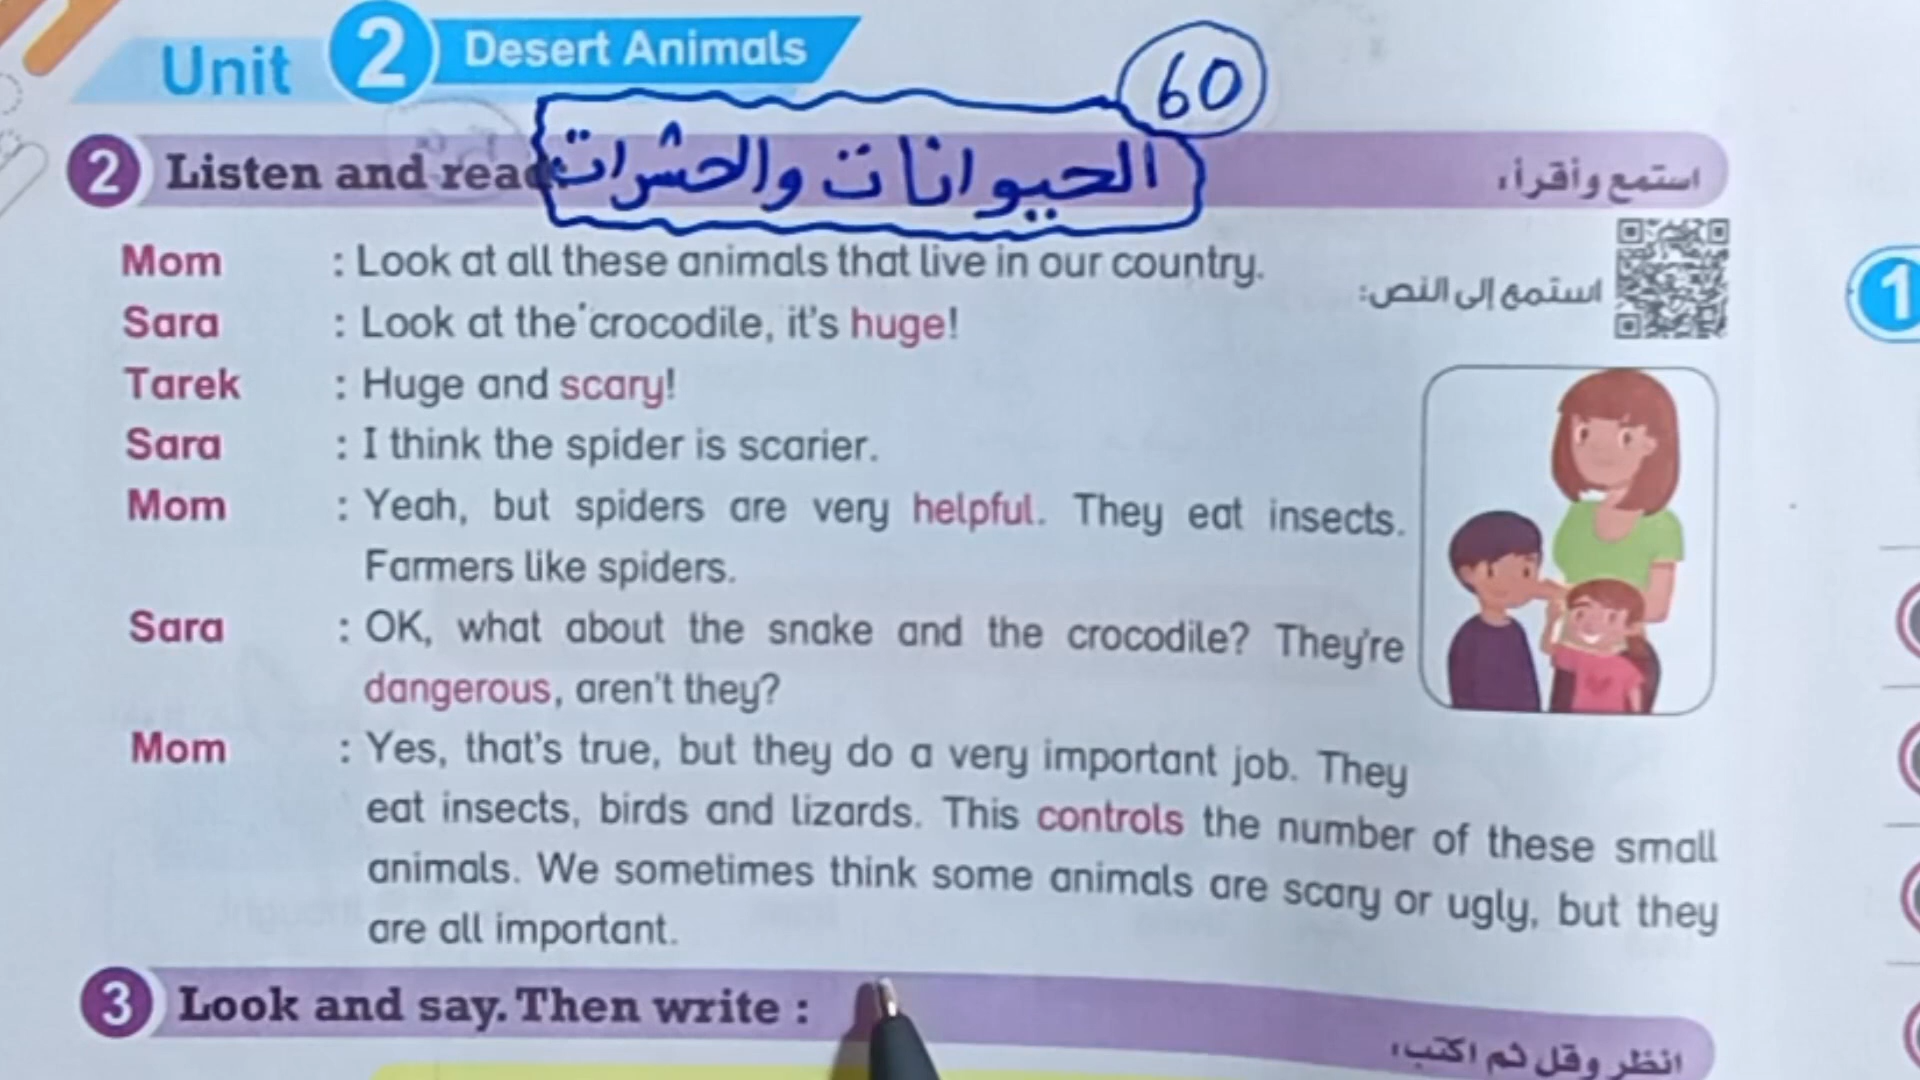 Unit 2 Desert Animals
60
الحيوانات والحشرات
2 Listen and read
استمع وأقرأ:
Mom : Look at all these animals that live in our country.
استمع إلى النص:
Sara : Look at the crocodile, it's huge!
Tarek : Huge and scary!
Sara : I think the spider is scarier.
Mom : Yeah, but spiders are very helpful. They eat insects.
Farmers like spiders.
Sara : OK, what about the snake and the crocodile? They're
dangerous, aren't they?
Mom : Yes, that's true, but they do a very important job. They
eat insects, birds and lizards. This controls the number of these small
animals. We sometimes think some animals are scary or ugly, but they
are all important.
3 Look and say. Then write :
انظر وقل ثم اكتب:
1